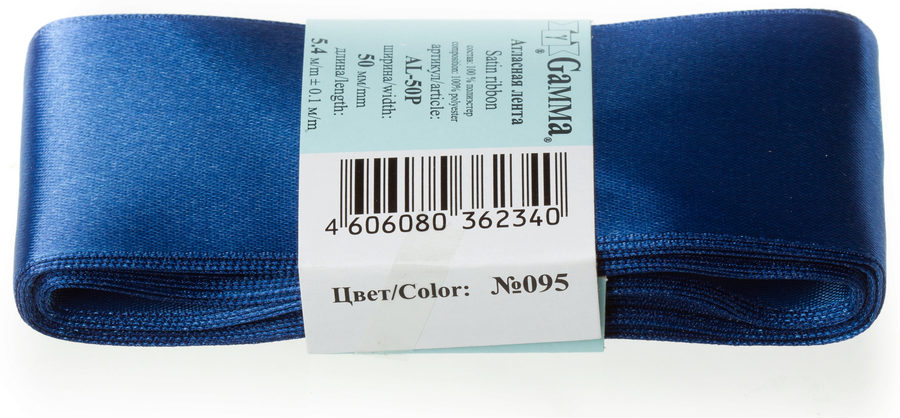 γ Gамма®
®
Атласная лента
Satin ribbon
состав: 100 % полиэстер
composition: 100% polyester
артикул/article:
AL-50P
ширина/width:
50 мм/mm
длина/length:
5.4 м/m ± 0.1 м/m
4 606080 362340
Цвет/Color: №095